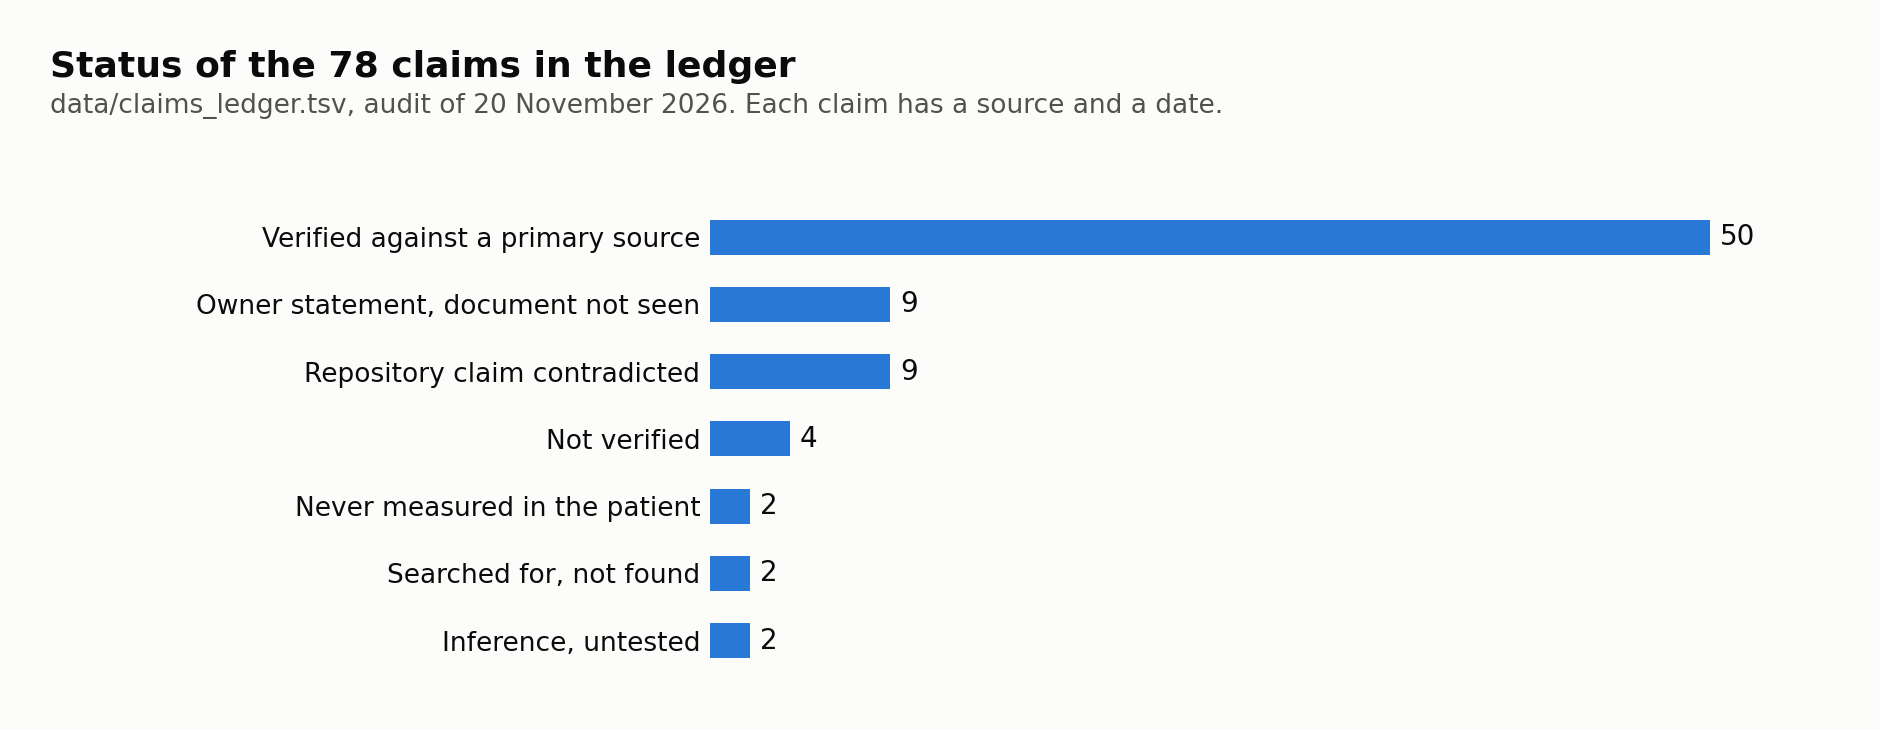 Status of the 78 claims in the ledger
data/claims_ledger.tsv, audit of 20 November 2026. Each claim has a source and a date.
Verified against a primary source 50
Owner statement, document not seen 9
Repository claim contradicted 9
Not verified 4
Never measured in the patient 2
Searched for, not found 2
Inference, untested 2